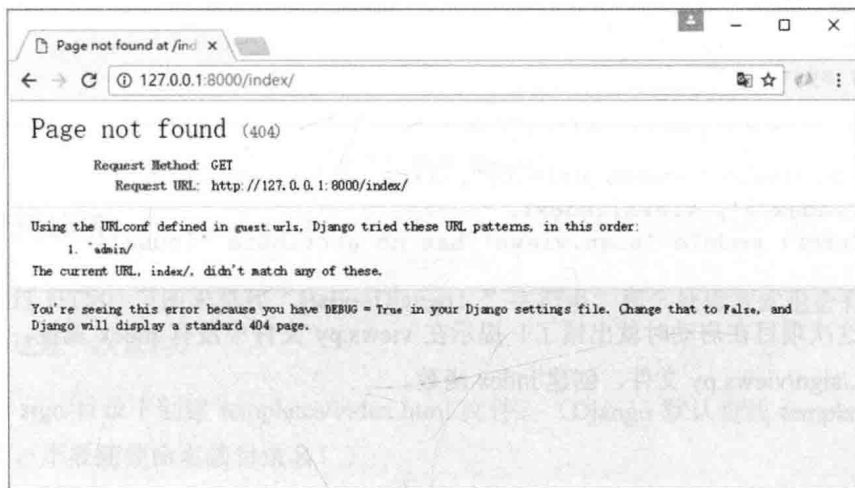 Page not found at /ind
127.0.0.1:8000/index/
Page not found (404)
Request Method: GET
Request URL: http://127.0.0.1:8000/index/
Using the URLconf defined in guest.urls, Django tried these URL patterns, in this order:
1. ^admin/
The current URL, index/, didn't match any of these.
You're seeing this error because you have DEBUG = True in your Django settings file. Change that to False, and
Django will display a standard 404 page.